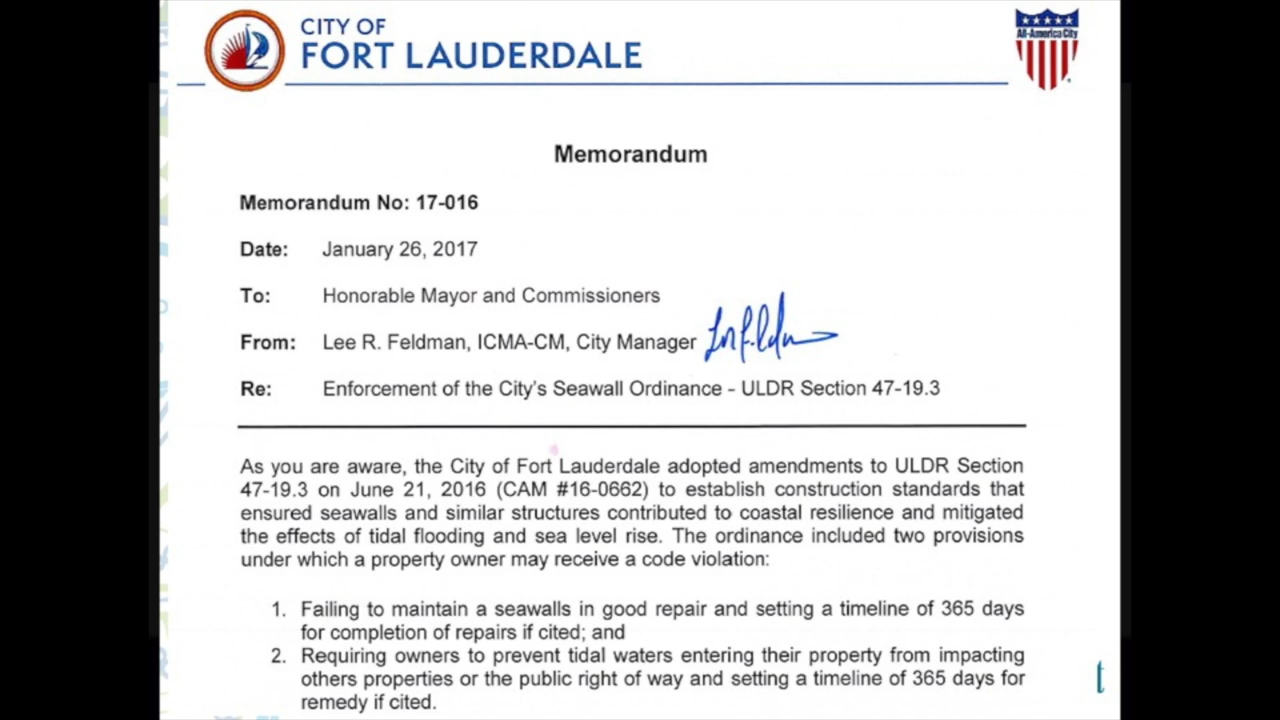 CITY OF
FORT LAUDERDALE
All-America City
Memorandum
Memorandum No: 17-016
Date: January 26, 2017
To: Honorable Mayor and Commissioners
From: Lee R. Feldman, ICMA-CM, City Manager
Re: Enforcement of the City's Seawall Ordinance - ULDR Section 47-19.3
As you are aware, the City of Fort Lauderdale adopted amendments to ULDR Section
47-19.3 on June 21, 2016 (CAM #16-0662) to establish construction standards that
ensured seawalls and similar structures contributed to coastal resilience and mitigated
the effects of tidal flooding and sea level rise. The ordinance included two provisions
under which a property owner may receive a code violation:
1. Failing to maintain a seawalls in good repair and setting a timeline of 365 days
for completion of repairs if cited; and
2. Requiring owners to prevent tidal waters entering their property from impacting
others properties or the public right of way and setting a timeline of 365 days for
remedy if cited.
t